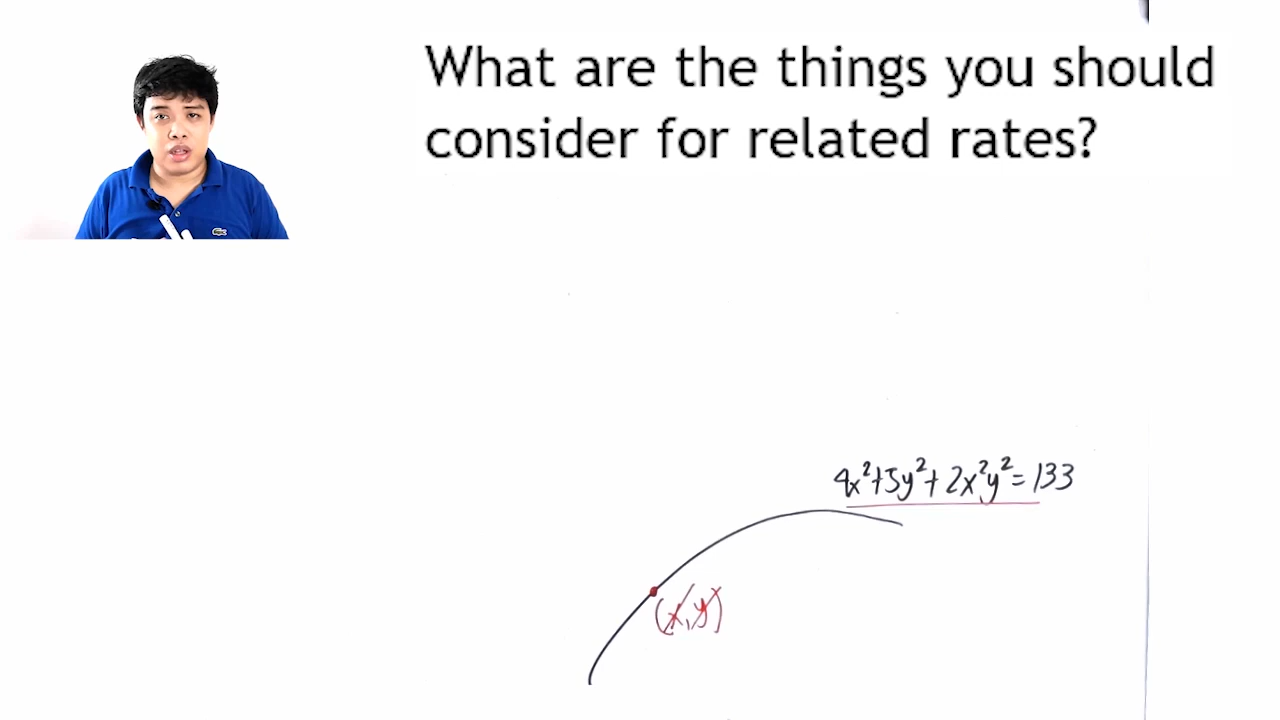 What are the things you should
consider for related rates?
4x²+5y²+2x²y²=133
(x,y)